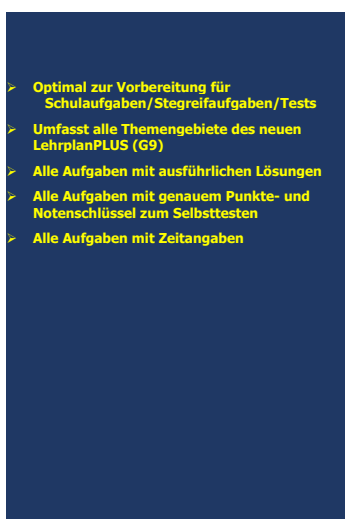 ➢ Optimal zur Vorbereitung für
Schulaufgaben/Stegreifaufgaben/Tests
➢ Umfasst alle Themengebiete des neuen
LehrplanPLUS (G9)
➢ Alle Aufgaben mit ausführlichen Lösungen
➢ Alle Aufgaben mit genauem Punkte- und
Notenschlüssel zum Selbsttesten
➢ Alle Aufgaben mit Zeitangaben